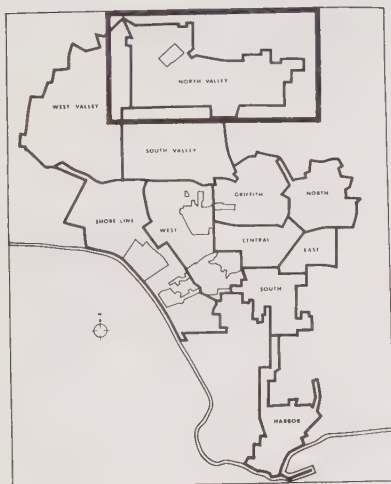 NORTH VALLEY
WEST VALLEY
SOUTH VALLEY
GRIFFITH
NORTH
SHORE LINE
WEST
CENTRAL
EAST
SOUTH
HARBOR